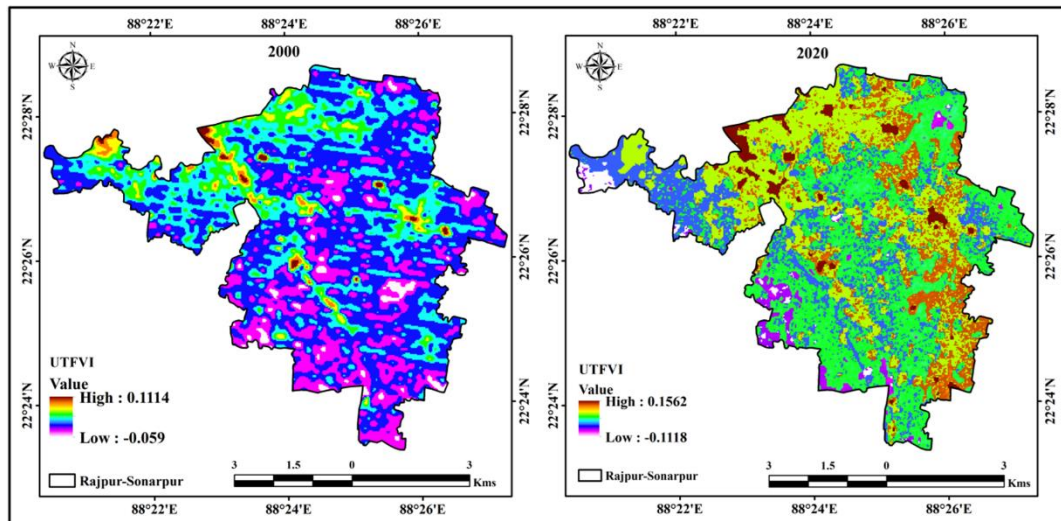 88°22'E 88°24'E 88°26'E
2000
N
W E
S
22°28'N
22°26'N
22°24'N
22°28'N
22°26'N
22°24'N
UTFVI
Value
High : 0.1114
Low : -0.059
Rajpur-Sonarpur
3 1.5 0 3
Kms
88°22'E 88°24'E 88°26'E
88°22'E 88°24'E 88°26'E
2020
N
W E
S
22°28'N
22°26'N
22°24'N
22°28'N
22°26'N
22°24'N
UTFVI
Value
High : 0.1562
Low : -0.1118
Rajpur-Sonarpur
3 1.5 0 3
Kms
88°22'E 88°24'E 88°26'E